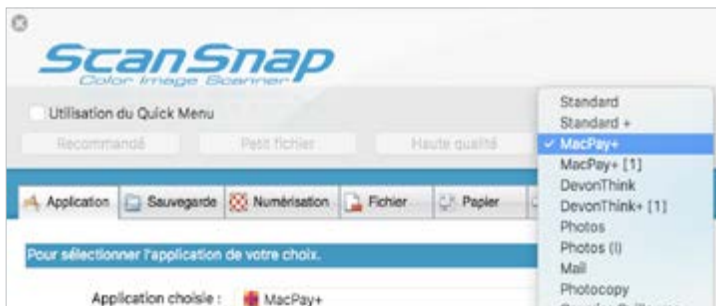 ScanSnap
Color Image Scanner
Utilisation du Quick Menu
Recommandé
Petit fichier
Haute qualité
Standard
Standard +
✓ MacPay+
MacPay+ [1]
DevonThink
DevonThink+ [1]
Photos
Photos (I)
Mail
Photocopy
Application
Sauvegarde
Numérisation
Fichier
Papier
Pour sélectionner l'application de votre choix.
Application choisie :
MacPay+